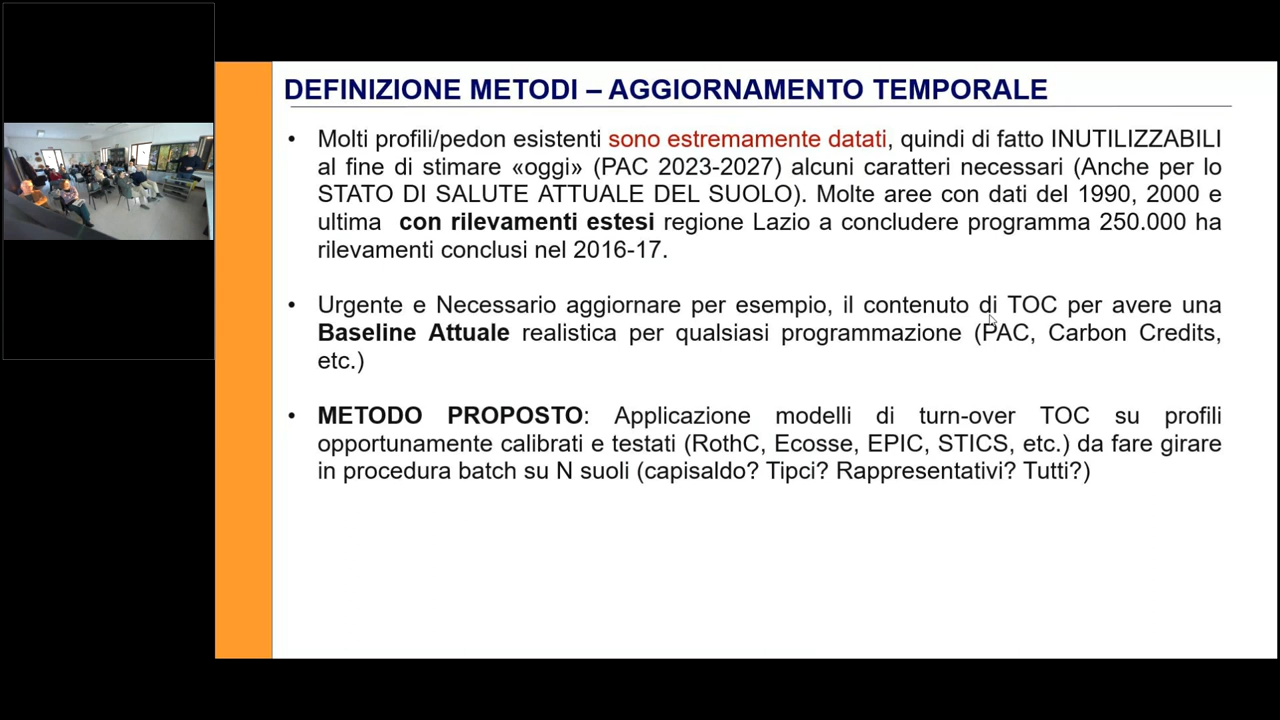 DEFINIZIONE METODI – AGGIORNAMENTO TEMPORALE
• Molti profili/pedon esistenti sono estremamente datati, quindi di fatto INUTILIZZABILI
al fine di stimare «oggi» (PAC 2023-2027) alcuni caratteri necessari (Anche per lo
STATO DI SALUTE ATTUALE DEL SUOLO). Molte aree con dati del 1990, 2000 e
ultima con rilevamenti estesi regione Lazio a concludere programma 250.000 ha
rilevamenti conclusi nel 2016-17.
• Urgente e Necessario aggiornare per esempio, il contenuto di TOC per avere una
Baseline Attuale realistica per qualsiasi programmazione (PAC, Carbon Credits,
etc.)
• METODO PROPOSTO: Applicazione modelli di turn-over TOC su profili
opportunamente calibrati e testati (RothC, Ecosse, EPIC, STICS, etc.) da fare girare
in procedura batch su N suoli (capisaldo? Tipci? Rappresentativi? Tutti?)